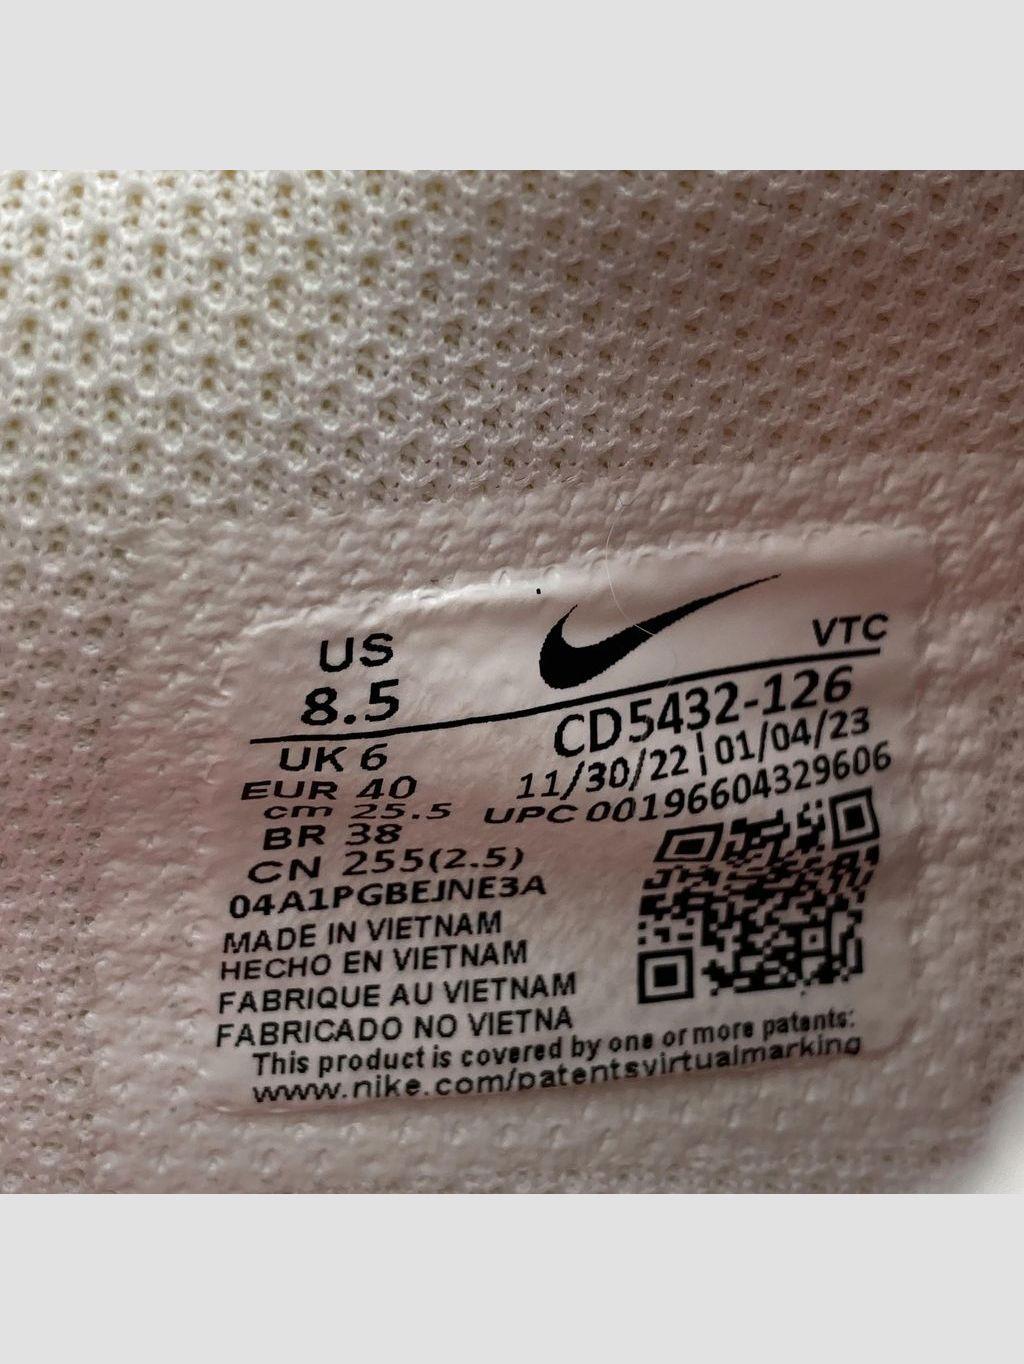 US
8.5
VTC
CD5432-126
11/30/22 | 01/04/23
UPC 00196604329606
UK 6
EUR 40
cm 25.5
BR 38
CN 255(2.5)
04A1PGBEJNE3A
MADE IN VIETNAM
HECHO EN VIETNAM
FABRIQUE AU VIETNAM
FABRICADO NO VIETNA
This product is covered by one or more patents:
www.nike.com/patentsvirtualmarking